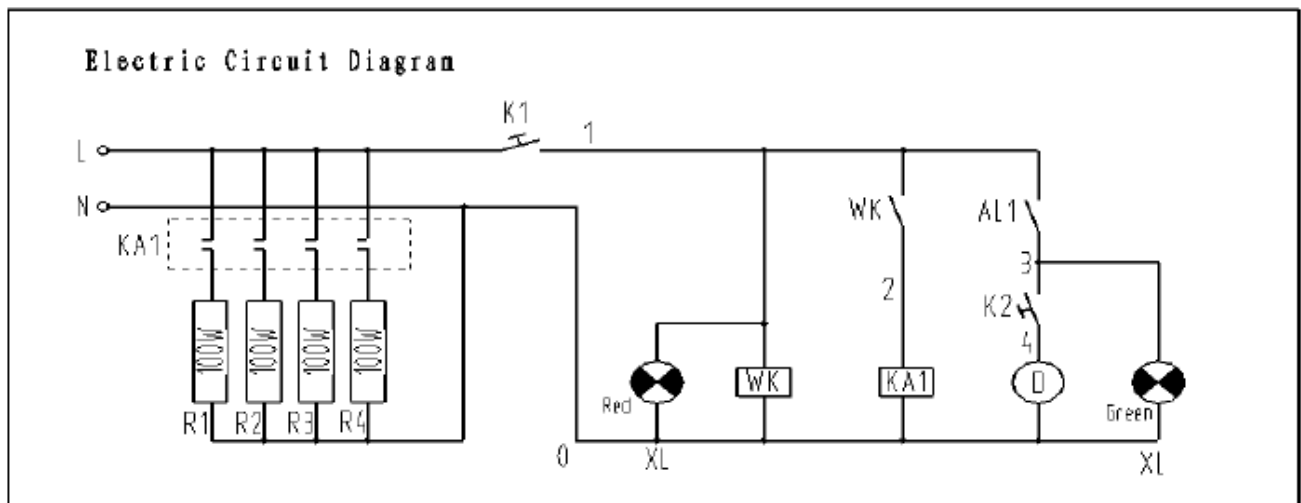 Electric Circuit Diagran
K1
1
L
N
KA1
WK
AL1
3
2
K2
4
100W 100W 100W 100W
WK
KA1
D
Red
Green
R1 R2 R3 R4
0
XL
XL